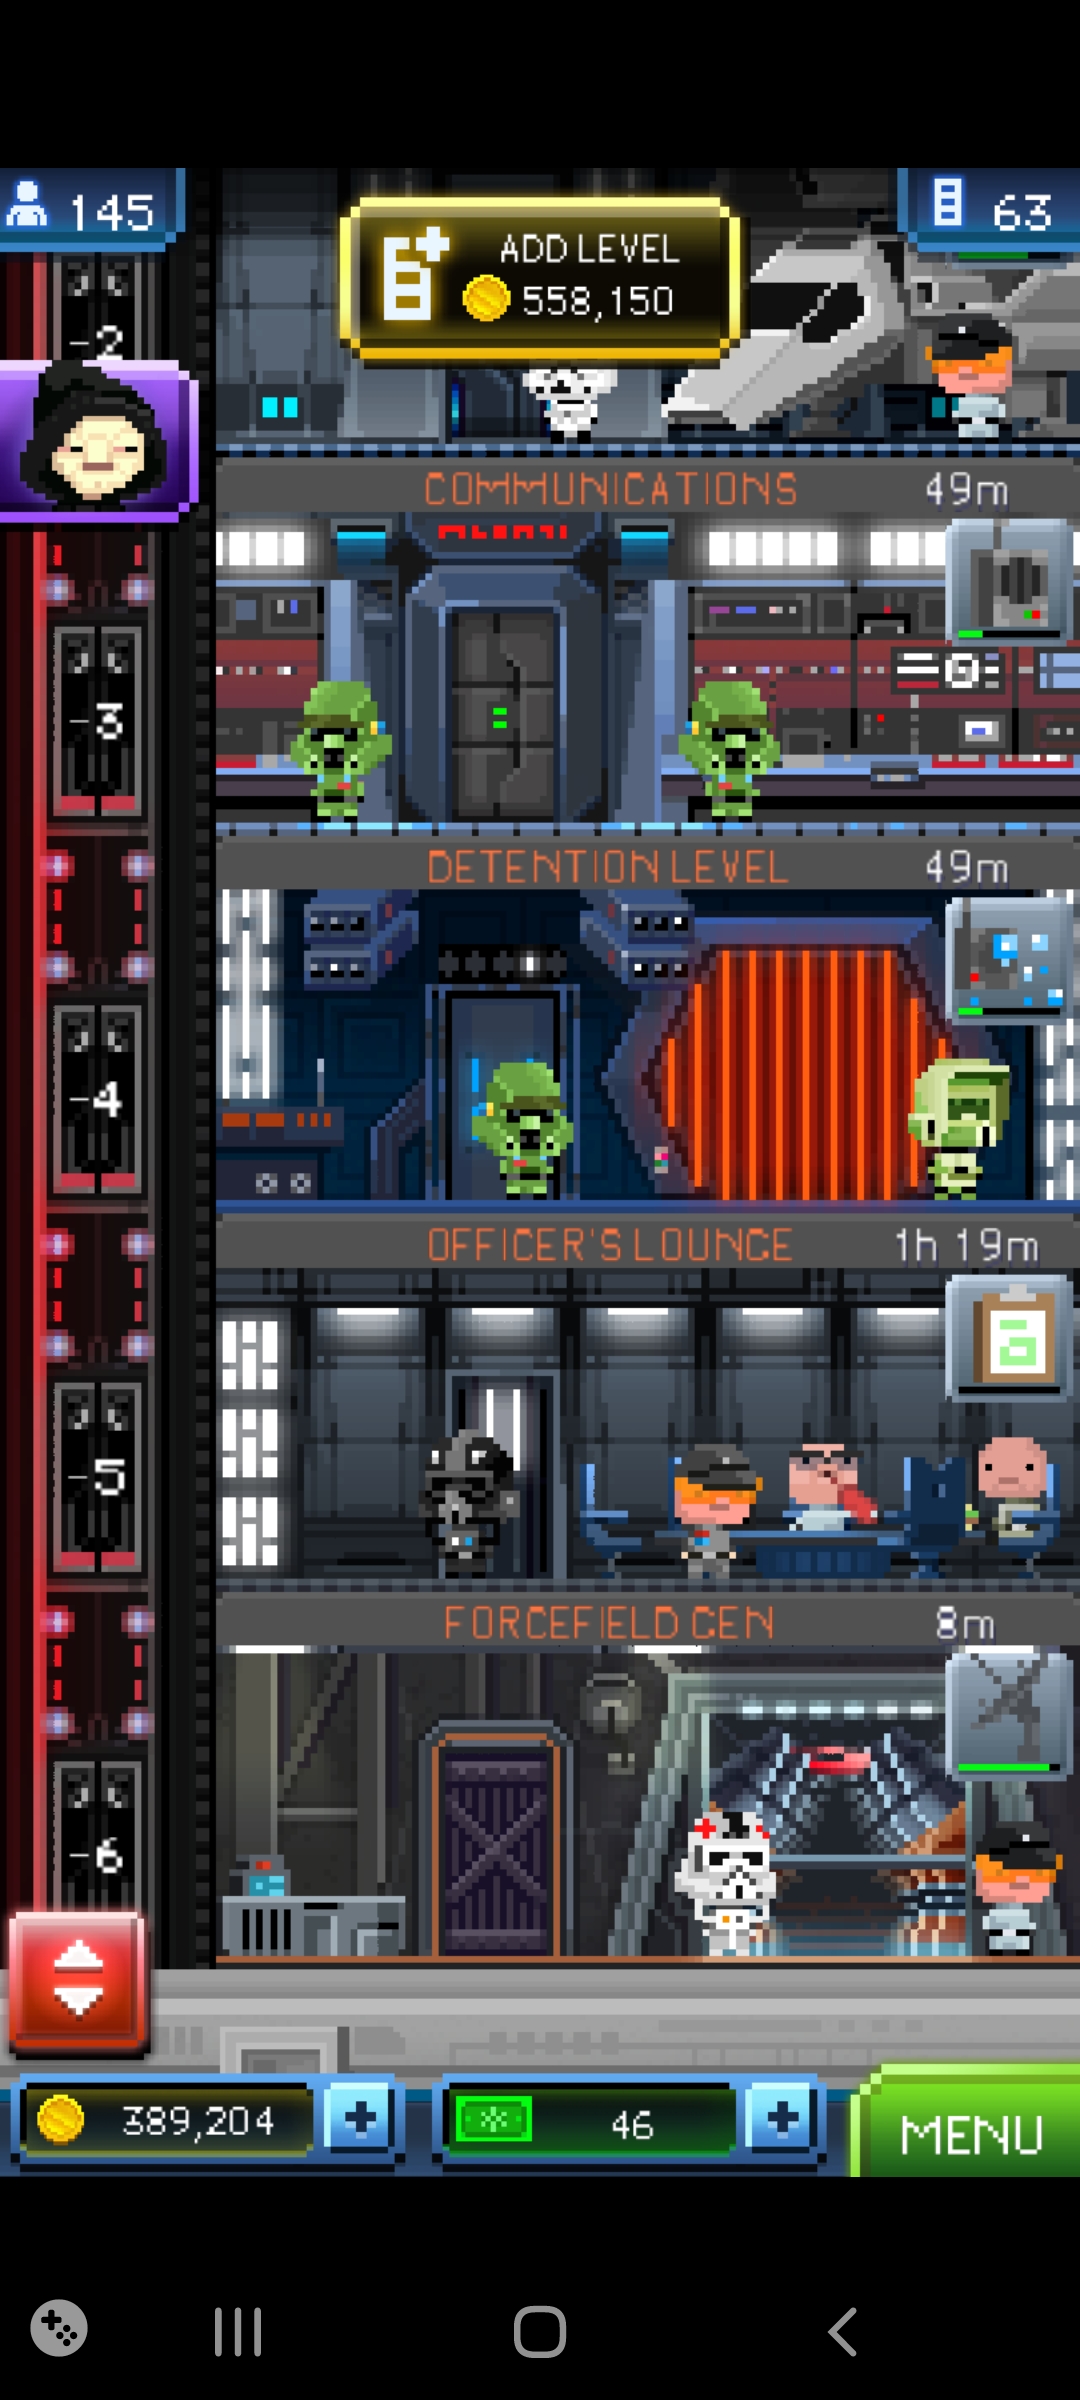 145
ADD LEVEL
558,150
63
-2
COMMUNICATIONS 49m
-3
DETENTION LEVEL 49m
-4
OFFICER'S LOUNGE 1h 19m
a
-5
FORCEFIELD GEN 8m
-6
389,204
46
MENU